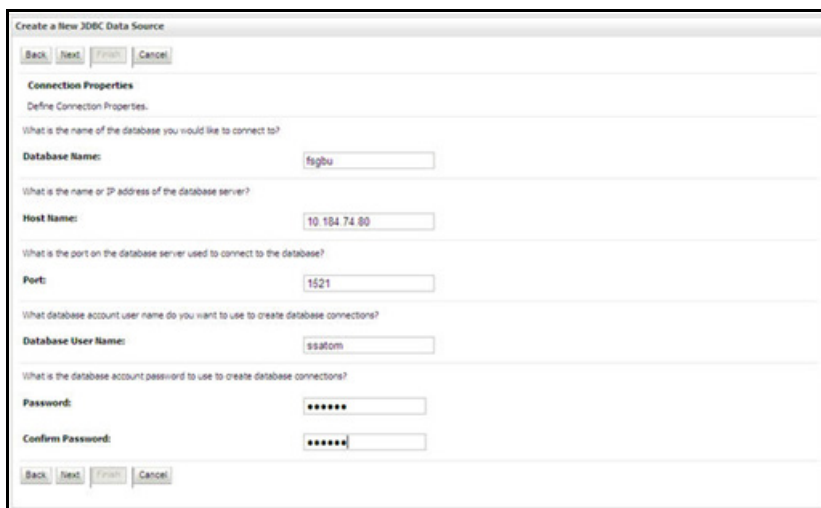 Create a New JDBC Data Source
Back Next Finish Cancel
Connection Properties
Define Connection Properties.
What is the name of the database you would like to connect to?
Database Name: fsgbu
What is the name or IP address of the database server?
Host Name: 10.184.74.80
What is the port on the database server used to connect to the database?
Port: 1521
What database account user name do you want to use to create database connections?
Database User Name: ssatom
What is the database account password to use to create database connections?
Password: ●●●●●●
Confirm Password: ●●●●●●
Back Next Finish Cancel